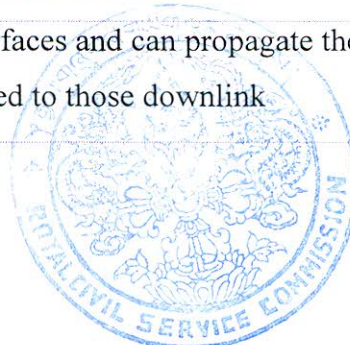 faces and can propagate the
ed to those downlink
ROYAL CIVIL SERVICE COMMISSION